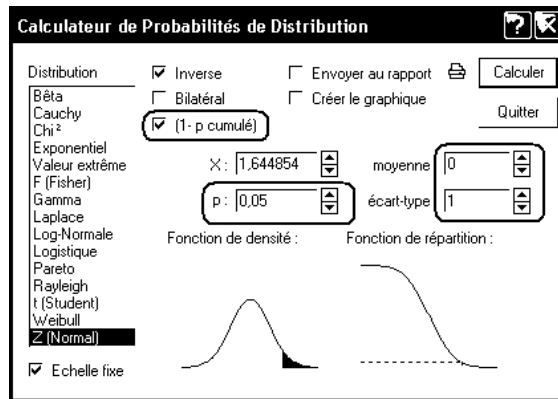 Calculateur de Probabilités de Distribution
Distribution
Bêta
Cauchy
Chi ²
Exponentiel
Valeur extrême
F (Fisher)
Gamma
Laplace
Log-Normale
Logistique
Pareto
Rayleigh
t (Student)
Weibull
Z (Normal)
Echelle fixe
Inverse
Bilatéral
(1- p cumulé)
Envoyer au rapport
Créer le graphique
Calculer
Quitter
X : 1,644854
p : 0,05
moyenne 0
écart-type 1
Fonction de densité :
Fonction de répartition :